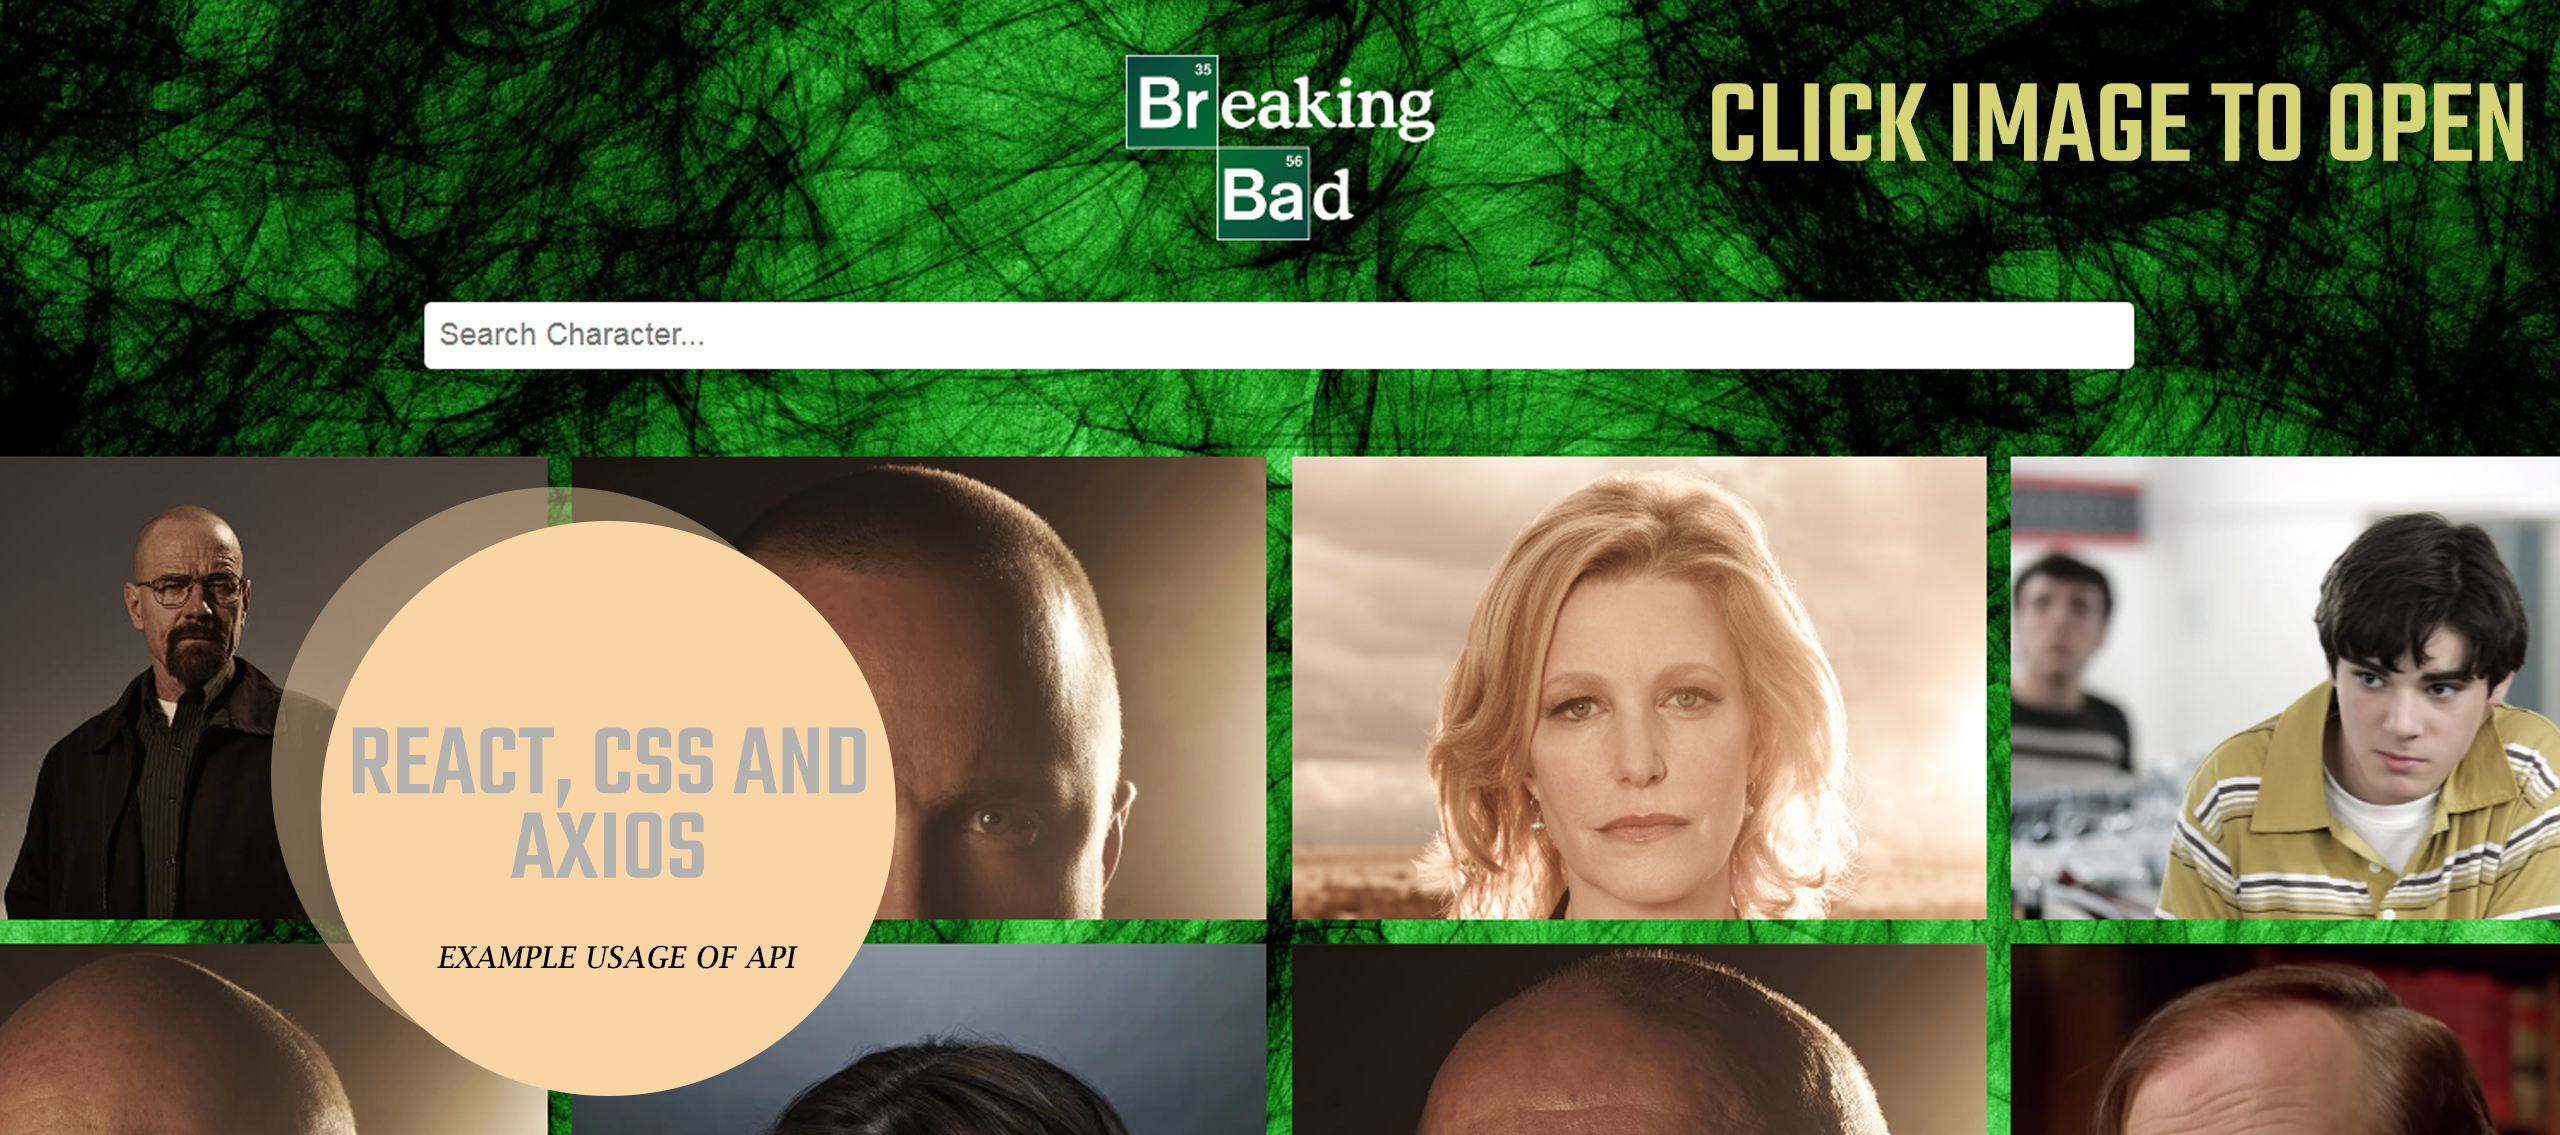 35
Breaking
56
Bad
CLICK IMAGE TO OPEN
Search Character...
REACT, CSS AND
AXIOS
EXAMPLE USAGE OF API